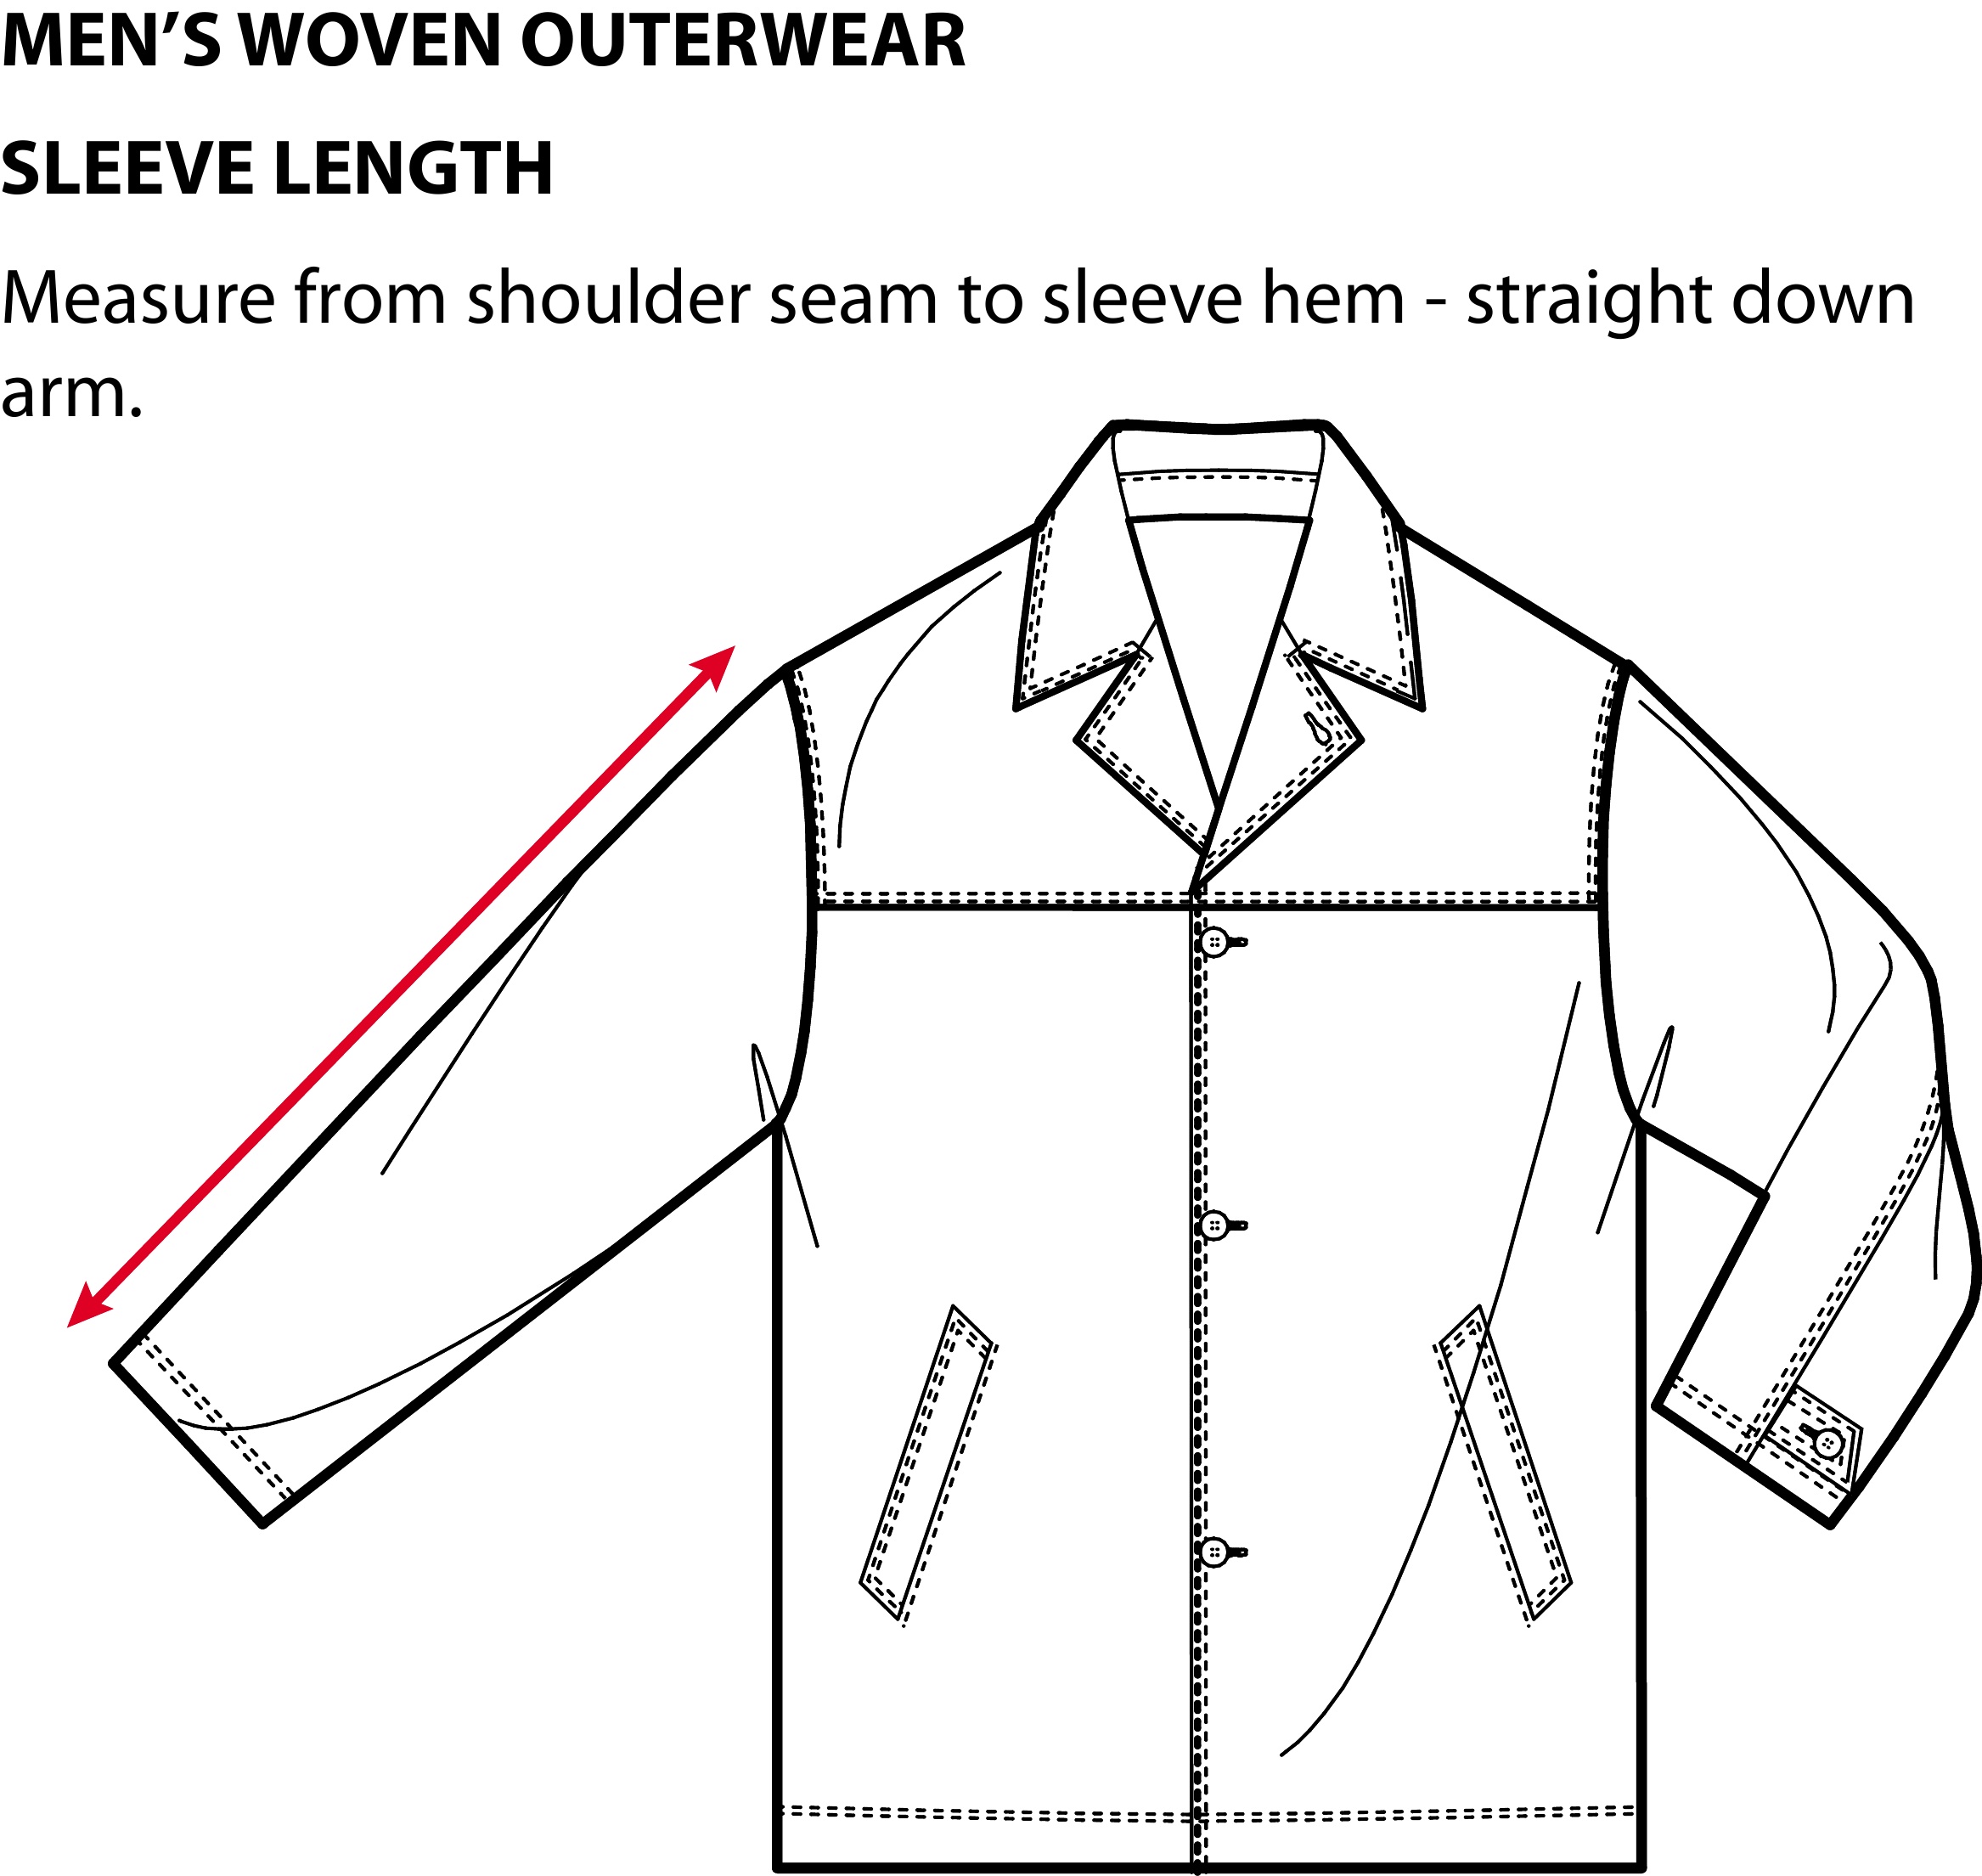 MEN’S WOVEN OUTERWEAR
SLEEVE LENGTH
Measure from shoulder seam to sleeve hem - straight down
arm.